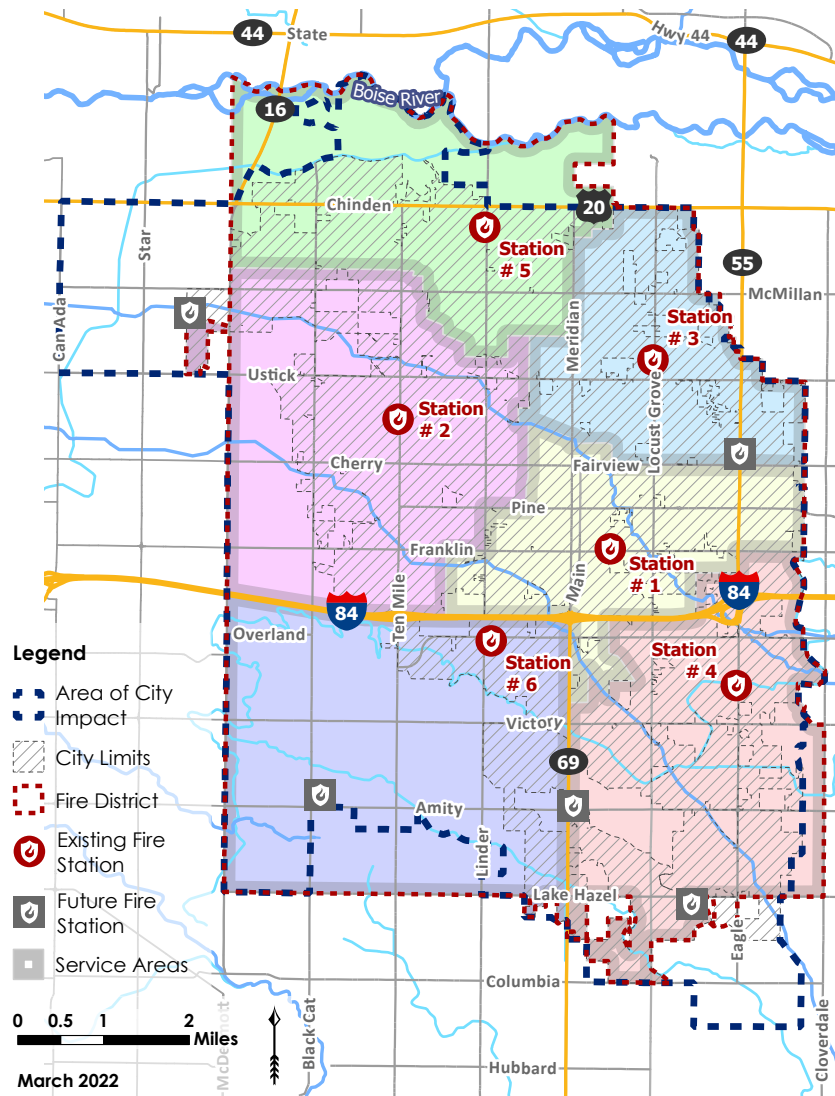 44
State
Hwy 44
44
Boise River
16
Chinden
20
Station
# 5
Star
55
McMillan
Can-Ada
Meridian
Station
# 3
Ustick
Station
# 2
Locust Grove
Cherry
Fairview
Pine
Franklin
Station
# 1
Main
84
84
Ten Mile
Overland
Station
# 6
Station
# 4
Victory
69
Amity
Linder
Lake Hazel
Eagle
Columbia
McDermott
Black Cat
Hubbard
Cloverdale
Legend
Area of City
Impact
City Limits
Fire District
Existing Fire
Station
Future Fire
Station
Service Areas
0 0.5 1 2
Miles
March 2022